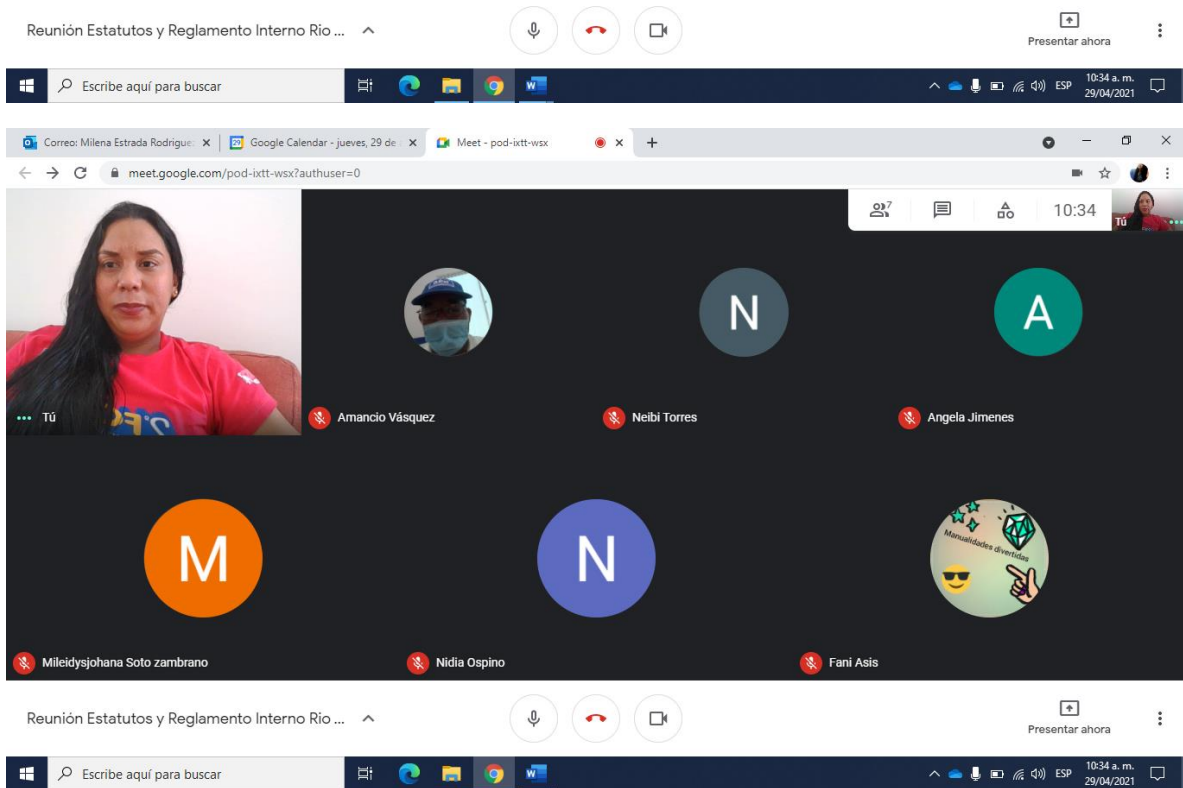 Reunión Estatutos y Reglamento Interno Rio ...
Presentar ahora
Escribe aquí para buscar
ESP
10:34 a. m.
29/04/2021
Correo: Milena Estrada Rodrigue
Google Calendar - jueves, 29 de
Meet - pod-ixtt-wsx
meet.google.com/pod-ixtt-wsx?authuser=0
7
10:34
Tú
N
A
Tú
Amancio Vásquez
Neibi Torres
Angela Jimenes
M
N
Manualidades divertidas
Mileidysjohana Soto zambrano
Nidia Ospino
Fani Asis
Reunión Estatutos y Reglamento Interno Rio ...
Presentar ahora
Escribe aquí para buscar
ESP
10:34 a. m.
29/04/2021